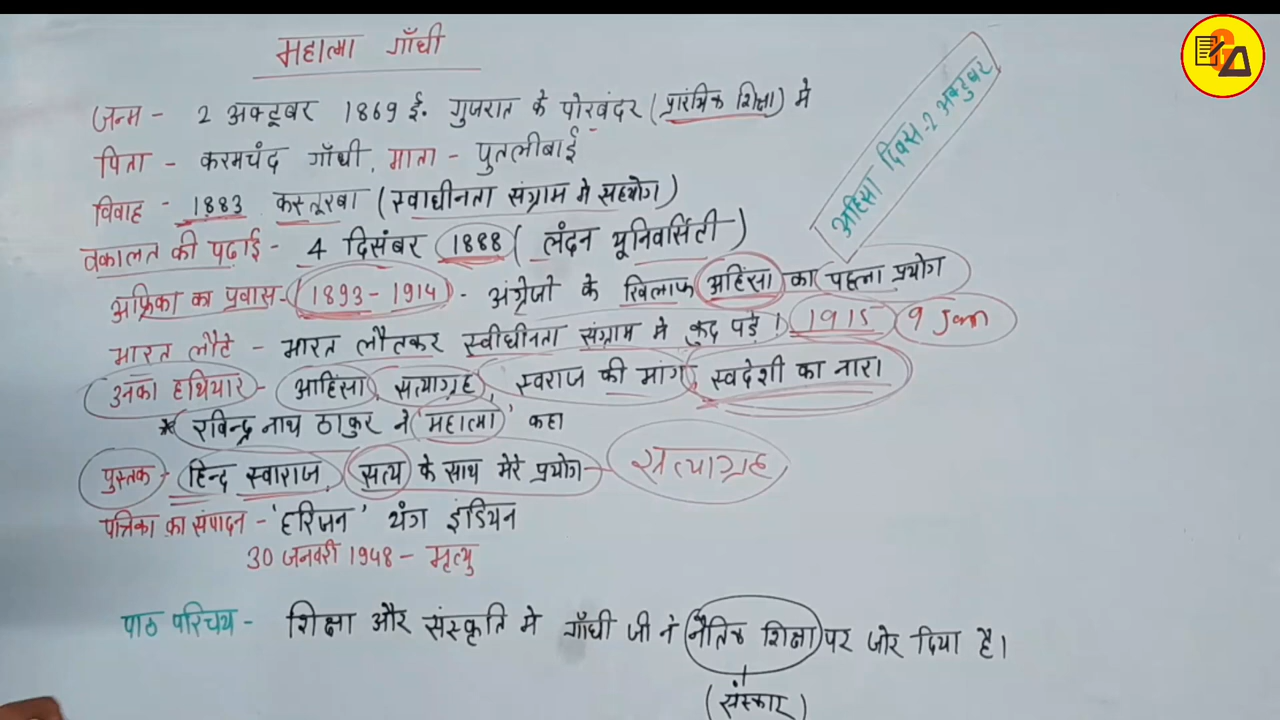 महात्मा गाँधी
जन्म - 2 अक्टूबर 1869 ई. गुजरात के पोरबंदर (प्रारंभिक शिक्षा) मे
पिता - करमचंद गाँधी, माता - पुतलीबाई
विवाह - 1883 कस्तूरबा (स्वाधीनता संग्राम मे सहयोग)
वकालत की पढाई - 4 दिसंबर 1888 (लंदन यूनिवर्सिटी)
अफ्रिका का प्रवास - (1893 - 1914) - अंग्रेजो के खिलाफ अहिंसा का पहला प्रयोग
भारत लौटे - भारत लौटकर स्वीधीनता संग्राम मे कुद पड़े। 1915 9 Jan
उनका हथियार - अहिंसा, सत्याग्रह, स्वराज की मांग, स्वदेशी का नारा।
* रविन्द्र नाथ ठाकुर ने 'महात्मा' कहा
पुस्तक - हिन्द स्वाराज, सत्य के साथ मेरे प्रयोग - सत्याग्रह
पत्रिका का संपादन - 'हरिजन' यंग इंडियन
30 जनवरी 1948 - मृत्यु
पाठ परिचय - शिक्षा और संस्कृति मे गाँधी जी ने नैतिक शिक्षा पर जोर दिया है।
(संस्कार)
अहिंसा दिवस - 2 अक्टुबर